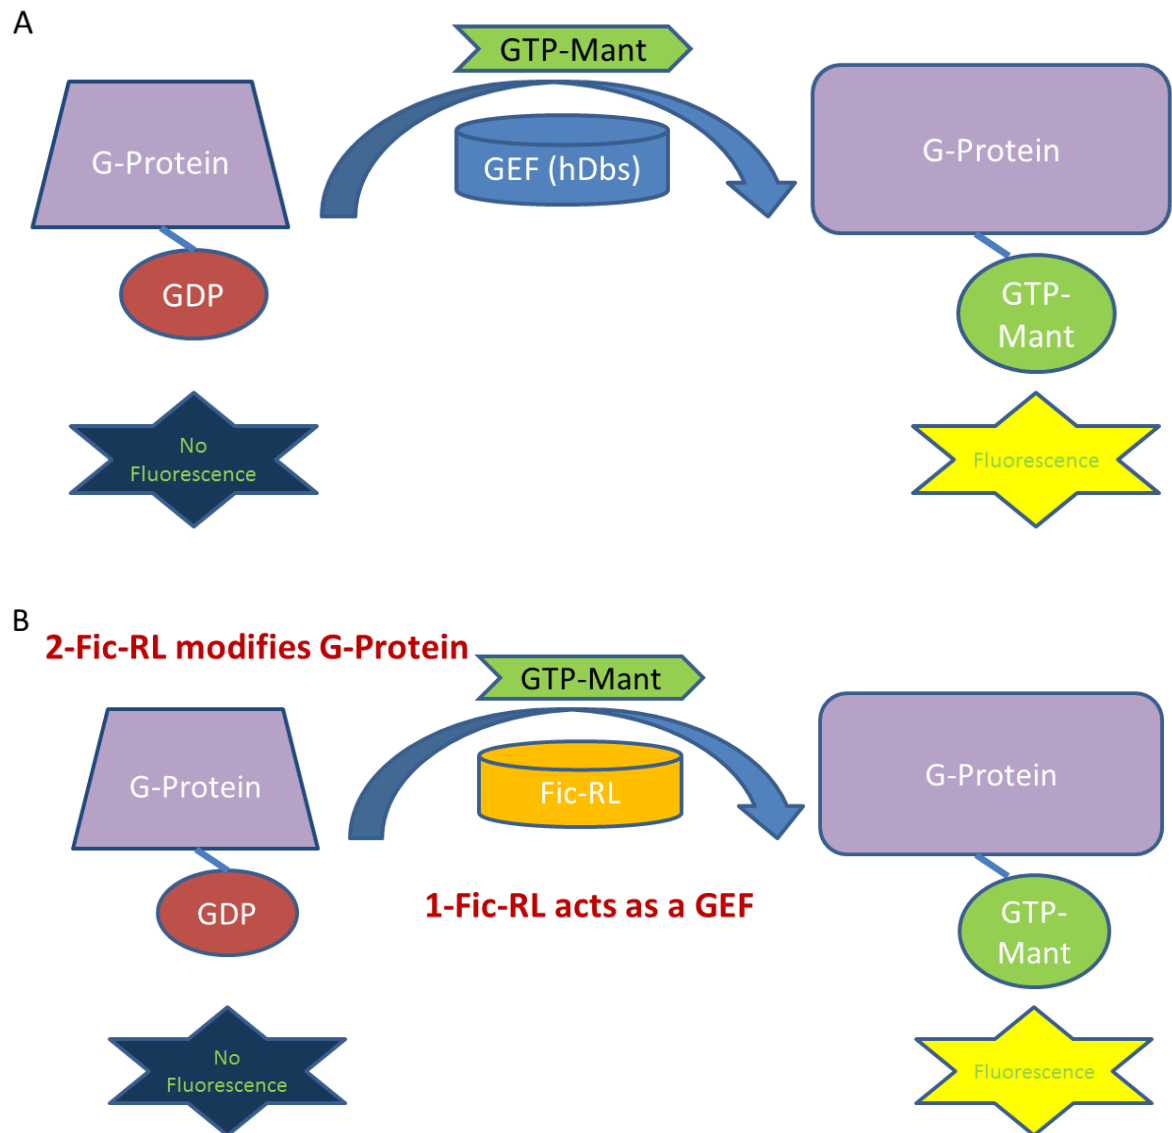 A
GTP-Mant
G-Protein
GEF (hDbs)
G-Protein
GDP
GTP-
Mant
No
Fluorescence
Fluorescence
B
2-Fic-RL modifies G-Protein
GTP-Mant
G-Protein
Fic-RL
G-Protein
1-Fic-RL acts as a GEF
GDP
GTP-
Mant
No
Fluorescence
Fluorescence